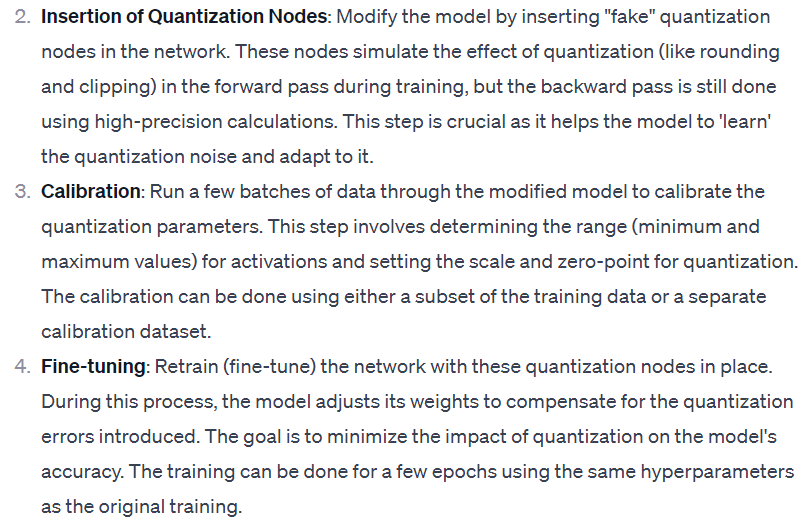 2. Insertion of Quantization Nodes: Modify the model by inserting "fake" quantization
nodes in the network. These nodes simulate the effect of quantization (like rounding
and clipping) in the forward pass during training, but the backward pass is still done
using high-precision calculations. This step is crucial as it helps the model to 'learn'
the quantization noise and adapt to it.
3. Calibration: Run a few batches of data through the modified model to calibrate the
quantization parameters. This step involves determining the range (minimum and
maximum values) for activations and setting the scale and zero-point for quantization.
The calibration can be done using either a subset of the training data or a separate
calibration dataset.
4. Fine-tuning: Retrain (fine-tune) the network with these quantization nodes in place.
During this process, the model adjusts its weights to compensate for the quantization
errors introduced. The goal is to minimize the impact of quantization on the model's
accuracy. The training can be done for a few epochs using the same hyperparameters
as the original training.